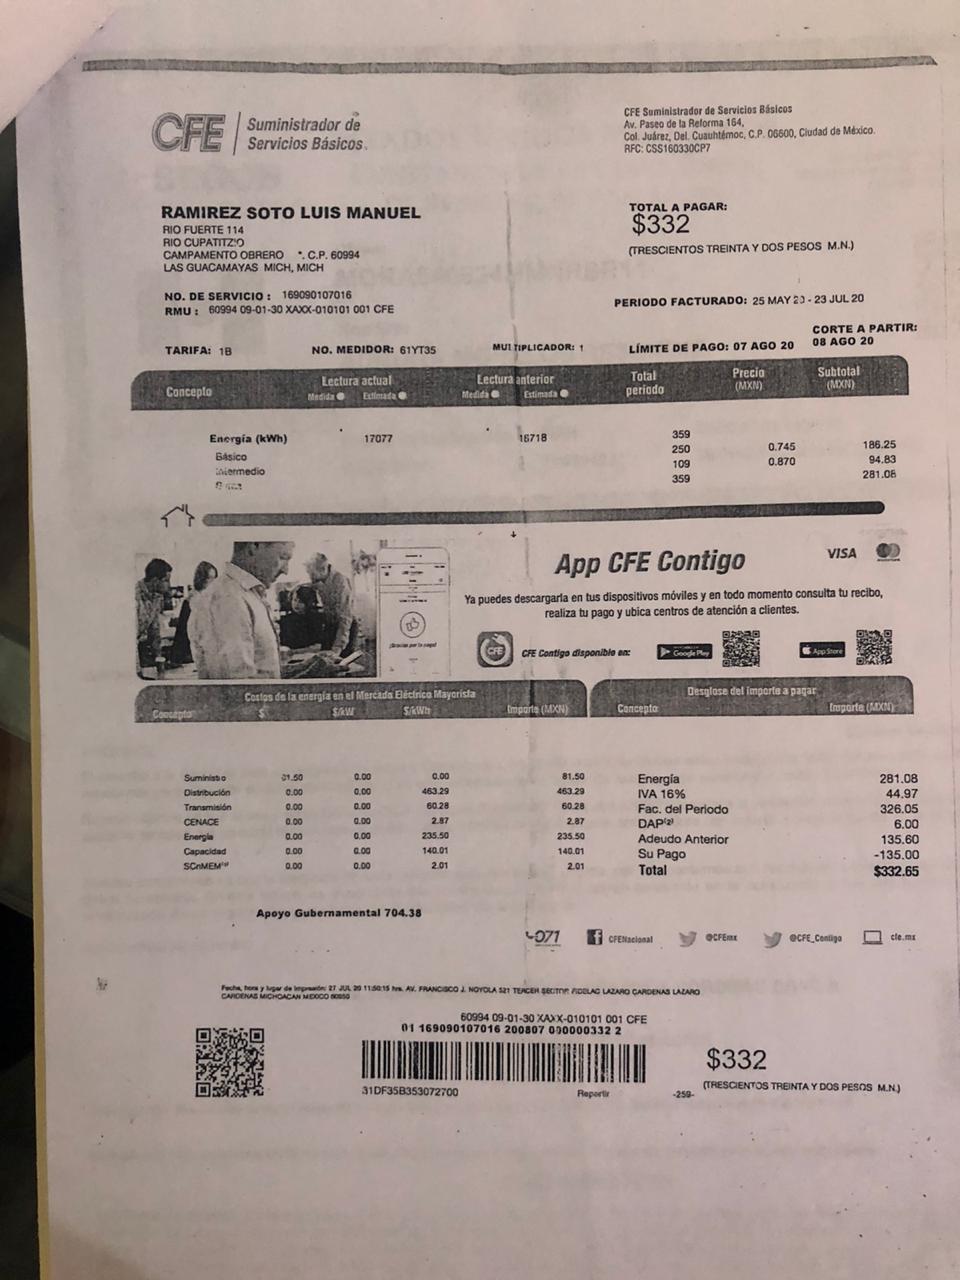 CFE
Suministrador de
Servicios Básicos.
CFE Suministrador de Servicios Básicos
Av. Paseo de la Reforma 164,
Col. Juárez, Del. Cuauhtémoc, C.P. 06600, Ciudad de México.
RFC: CSS160330CP7
RAMIREZ SOTO LUIS MANUEL
RIO FUERTE 114
RIO CUPATITZIO
CAMPAMENTO OBRERO *. C.P. 60994
LAS GUACAMAYAS MICH, MICH
TOTAL A PAGAR:
$332
(TRESCIENTOS TREINTA Y DOS PESOS M.N.)
NO. DE SERVICIO : 169090107016
RMU : 60994 09-01-30 XAXX-010101 001 CFE
PERIODO FACTURADO: 25 MAY 20 - 23 JUL 20
TARIFA: 1B NO. MEDIDOR: 61YT35 MULTIPLICADOR: 1 LÍMITE DE PAGO: 07 AGO 20
CORTE A PARTIR:
08 AGO 20
Concepto Lectura actual Lectura anterior Total periodo Precio (MXN) Subtotal (MXN)
Medida Estimada Medida Estimada
Energía (kWh) 17077 16718 359
Básico 250 0.745 186.25
Intermedio 109 0.870 94.83
359 281.08
App CFE Contigo
VISA
Ya puedes descargarla en tus dispositivos móviles y en todo momento consulta tu recibo,
realiza tu pago y ubica centros de atención a clientes.
CFE
CFE Contigo disponible en:
Google Play
App Store
¡Gracias por tu pago!
Costos de la energía en el Mercado Eléctrico Mayorista
Concepto $ $/kW $/kWh Importe (MXN)
Desglose del importe a pagar
Concepto Importe (MXN)
Suministro 81.50 0.00 0.00 81.50
Distribución 0.00 0.00 463.29 463.29
Transmisión 0.00 0.00 60.28 60.28
CENACE 0.00 0.00 2.87 2.87
Energía 0.00 0.00 235.50 235.50
Capacidad 0.00 0.00 140.01 140.01
SCnMEM 0.00 0.00 2.01 2.01
Energía 281.08
IVA 16% 44.97
Fac. del Periodo 326.05
DAP(2) 6.00
Adeudo Anterior 135.60
Su Pago -135.00
Total $332.65
Apoyo Gubernamental 704.38
071 CFENacional @CFEmx @CFE_Contigo cfe.mx
Fecha, hora y lugar de impresión: 27 JUL 20 11:50:15 hrs. AV. FRANCISCO J. NOYOLA 521 TERCER SECTOR FIDELAC LAZARO CARDENAS LAZARO
CARDENAS MICHOACAN MEXICO 60950
60994 09-01-30 XAXX-010101 001 CFE
01 169090107016 200807 000000332 2
31DF35B353072700 Repartir -259-
$332
(TRESCIENTOS TREINTA Y DOS PESOS M.N.)